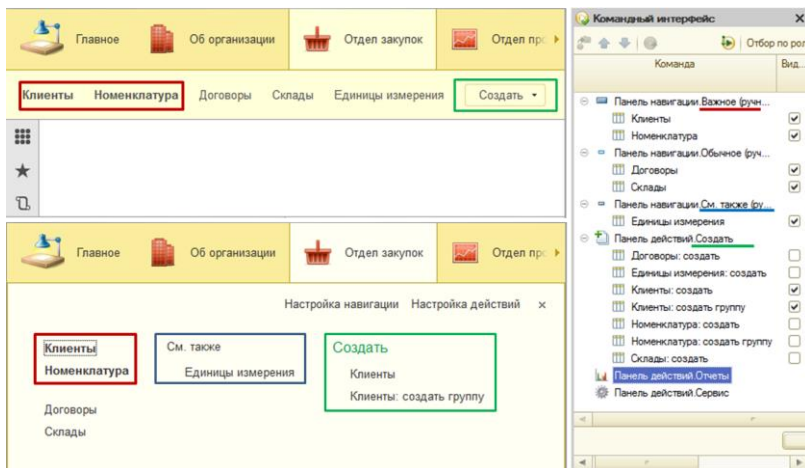 Главное Об организации Отдел закупок Отдел прс
Клиенты Номенклатура Договоры Склады Единицы измерения Создать
Главное Об организации Отдел закупок Отдел прс
Настройка навигации Настройка действий
Клиенты См. также Создать
Номенклатура Единицы измерения Клиенты
Клиенты: создать группу
Договоры
Склады
Командный интерфейс
Отбор по рол
Команда Вид...
Панель навигации.Важное (ручн...
Клиенты
Номенклатура
Панель навигации.Обычное (руч...
Договоры
Склады
Панель навигации.См. также (ру...
Единицы измерения
Панель действий.Создать
Договоры: создать
Единицы измерения: создать
Клиенты: создать
Клиенты: создать группу
Номенклатура: создать
Номенклатура: создать группу
Склады: создать
Панель действий.Отчеты
Панель действий.Сервис